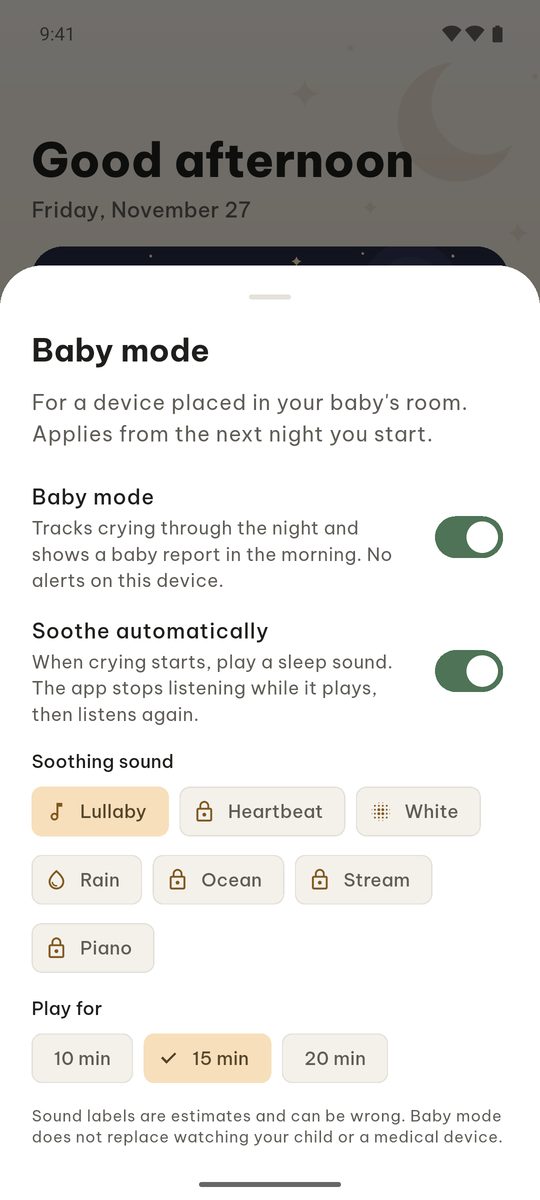 9:41
Good afternoon
Friday, November 27
Baby mode
For a device placed in your baby's room.
Applies from the next night you start.
Baby mode
Tracks crying through the night and
shows a baby report in the morning. No
alerts on this device.
Soothe automatically
When crying starts, play a sleep sound.
The app stops listening while it plays,
then listens again.
Soothing sound
Lullaby Heartbeat White
Rain Ocean Stream
Piano
Play for
10 min 15 min 20 min
Sound labels are estimates and can be wrong. Baby mode
does not replace watching your child or a medical device.